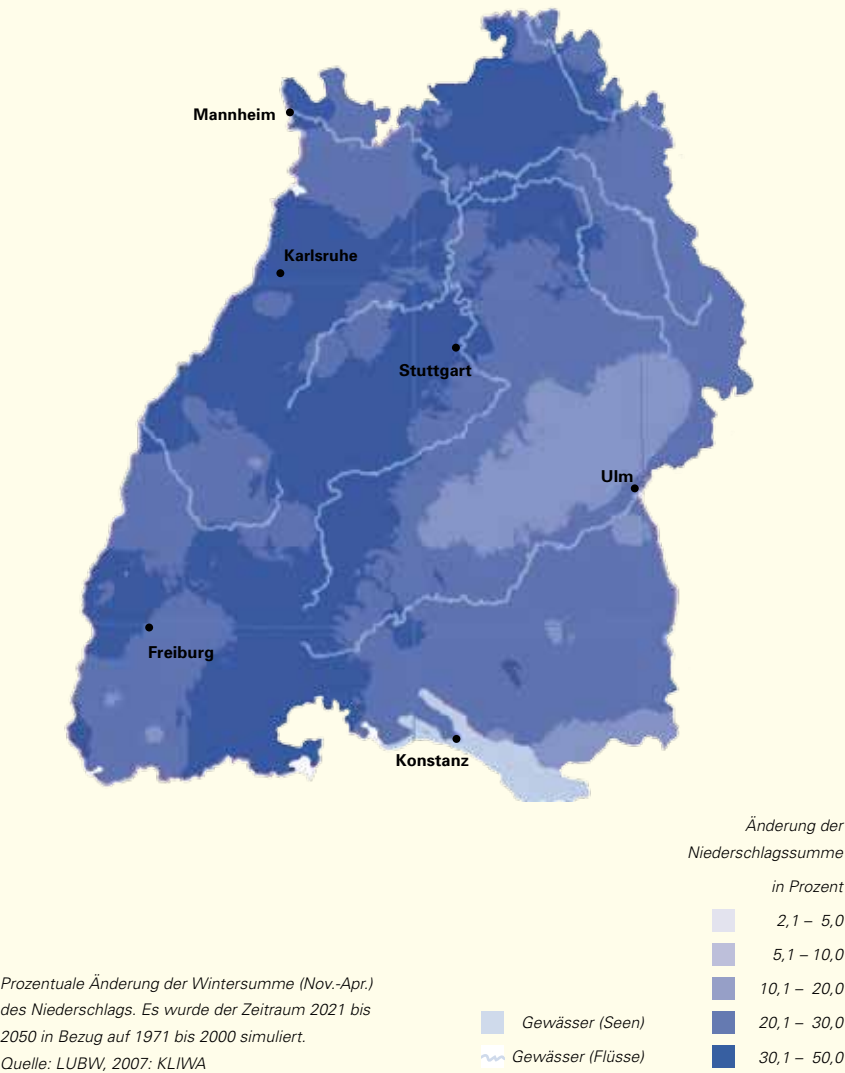 Mannheim
Karlsruhe
Stuttgart
Ulm
Freiburg
Konstanz
Änderung der
Niederschlagssumme
in Prozent
2,1 – 5,0
5,1 – 10,0
10,1 – 20,0
20,1 – 30,0
30,1 – 50,0
Gewässer (Seen)
Gewässer (Flüsse)
Prozentuale Änderung der Wintersumme (Nov.-Apr.)
des Niederschlags. Es wurde der Zeitraum 2021 bis
2050 in Bezug auf 1971 bis 2000 simuliert.
Quelle: LUBW, 2007: KLIWA